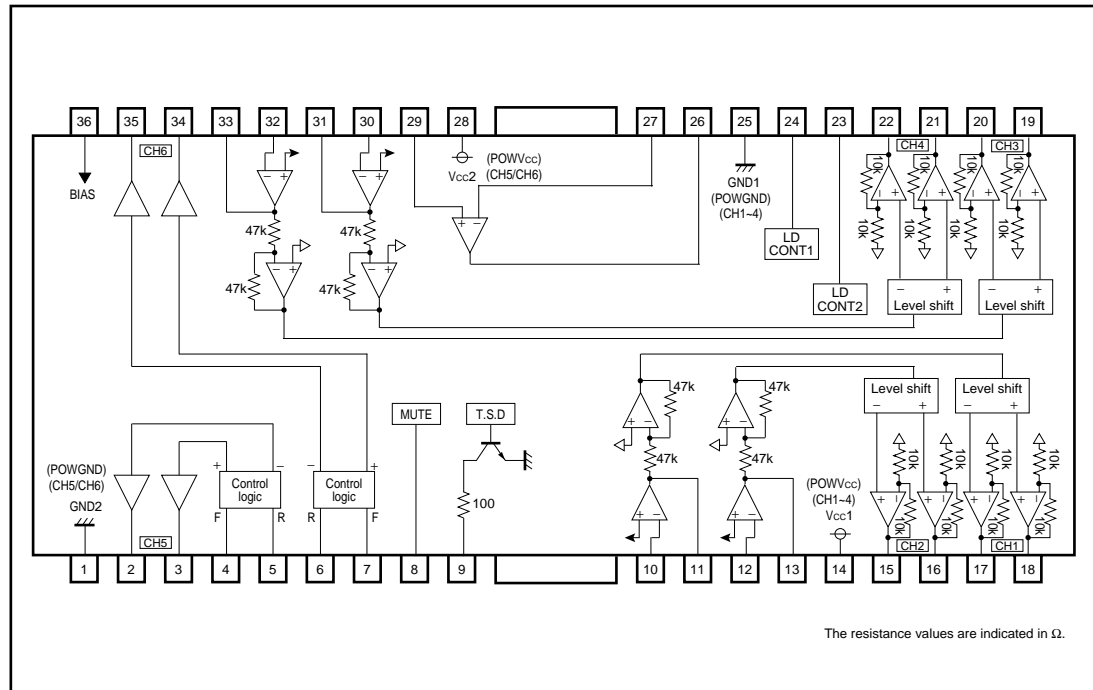 36 35 34 33 32 31 30 29 28 27 26 25 24 23 22 21 20 19
CH6 CH4 CH3
BIAS
Vcc2
(POWVcc)
(CH5/CH6)
GND1
(POWGND)
(CH1~4)
10k 10k 10k 10k
10k 10k 10k 10k
− + − +
− + − +
− − − −
47k 47k
− + − +
47k 47k
LD
CONT1
LD
CONT2
− +
Level shift
− +
Level shift
MUTE
T.S.D
100
47k 47k
+ − + −
47k 47k
+ − + −
Level shift
− +
Level shift
− +
(POWGND)
(CH5/CH6)
GND2
+ −
Control
logic
F R
− +
Control
logic
R F
(POWVcc)
(CH1~4)
Vcc1
10k 10k 10k 10k
− − − −
10k 10k 10k 10k
CH5 CH2 CH1
1 2 3 4 5 6 7 8 9 10 11 12 13 14 15 16 17 18
The resistance values are indicated in Ω.